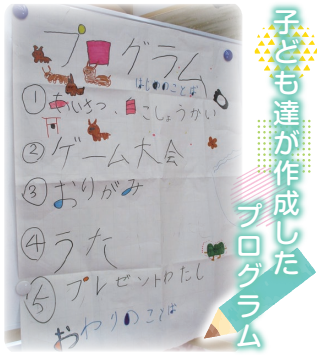 プログラム
はじめのことば
① あいさつ、じこしょうかい
② ゲーム大会
③ おりがみ
④ うた
⑤ プレゼントわたし
おわりのことば
子ども達が作成した
プログラム